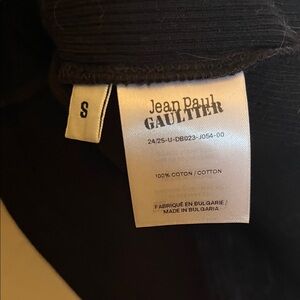 S
Jean Paul
GAULTIER
24/25-U-DB023-J054-00
100% COTON / COTTON
FABRIQUÉ EN BULGARIE /
MADE IN BULGARIA